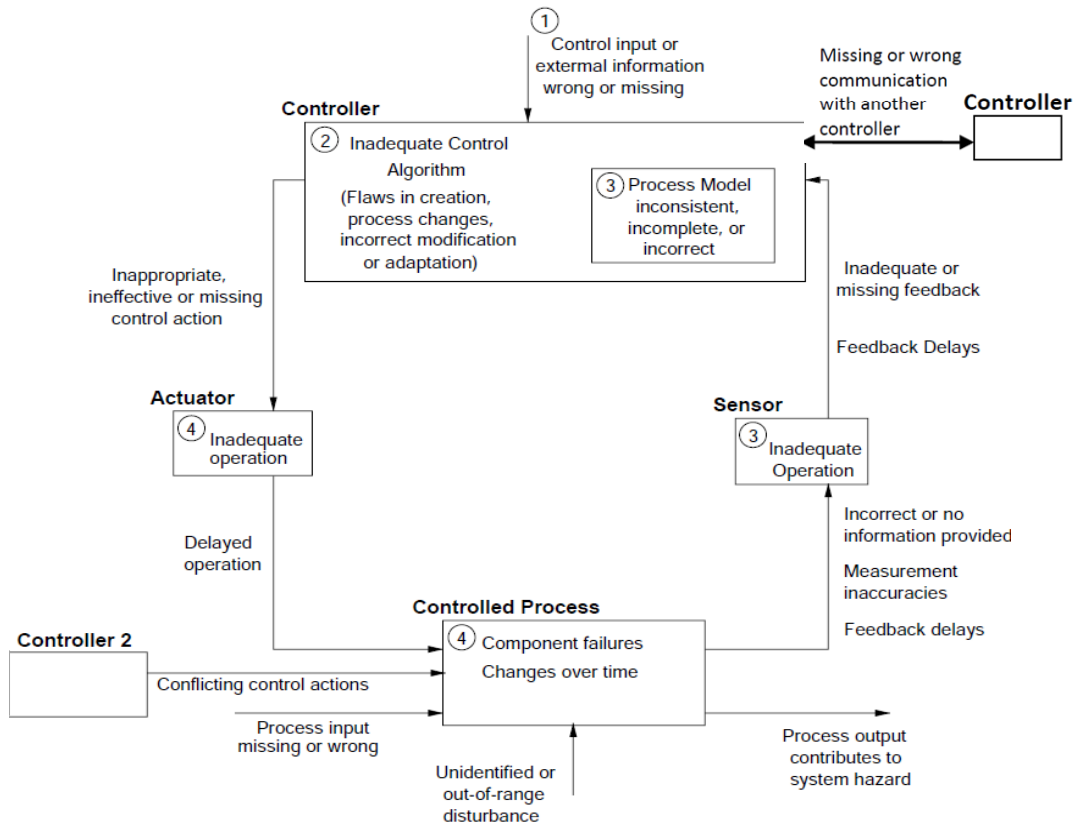 1
Control input or
external information
wrong or missing
Missing or wrong
communication
with another
controller
Controller
Controller
2
Inadequate Control
Algorithm
(Flaws in creation,
process changes,
incorrect modification
or adaptation)
3
Process Model
inconsistent,
incomplete, or
incorrect
Inappropriate,
ineffective or missing
control action
Inadequate or
missing feedback
Feedback Delays
Actuator
4
Inadequate
operation
Sensor
3
Inadequate
Operation
Delayed
operation
Incorrect or no
information provided
Measurement
inaccuracies
Feedback delays
Controlled Process
4
Component failures
Changes over time
Controller 2
Conflicting control actions
Process input
missing or wrong
Unidentified or
out-of-range
disturbance
Process output
contributes to
system hazard